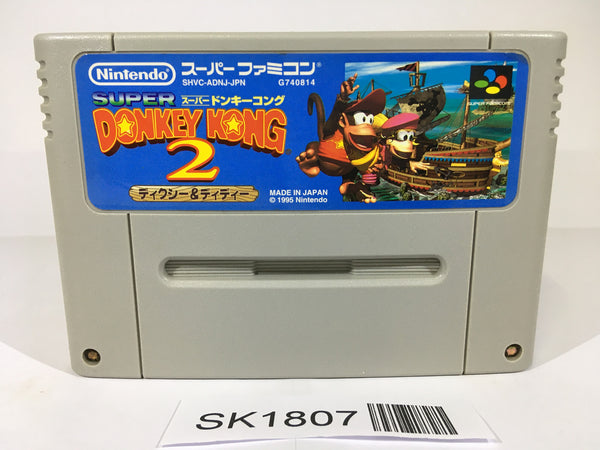 Nintendo スーパーファミコン
SHVC-ADNJ-JPN G740814
SUPER スーパードンキーコング
DONKEY KONG
2
ディクシー&ディディー
SUPER FAMICOM
MADE IN JAPAN
© 1995 Nintendo
SK1807